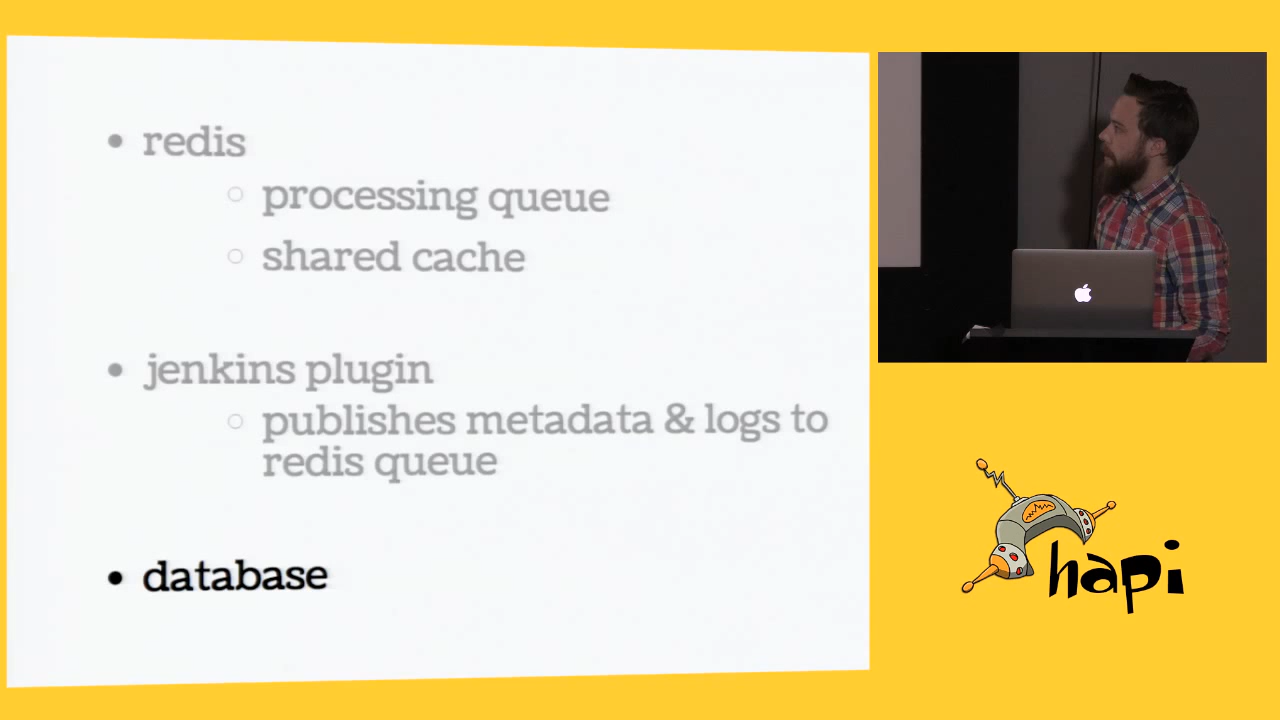 • redis
○ processing queue
○ shared cache
• jenkins plugin
○ publishes metadata & logs to
redis queue
• database
hapi